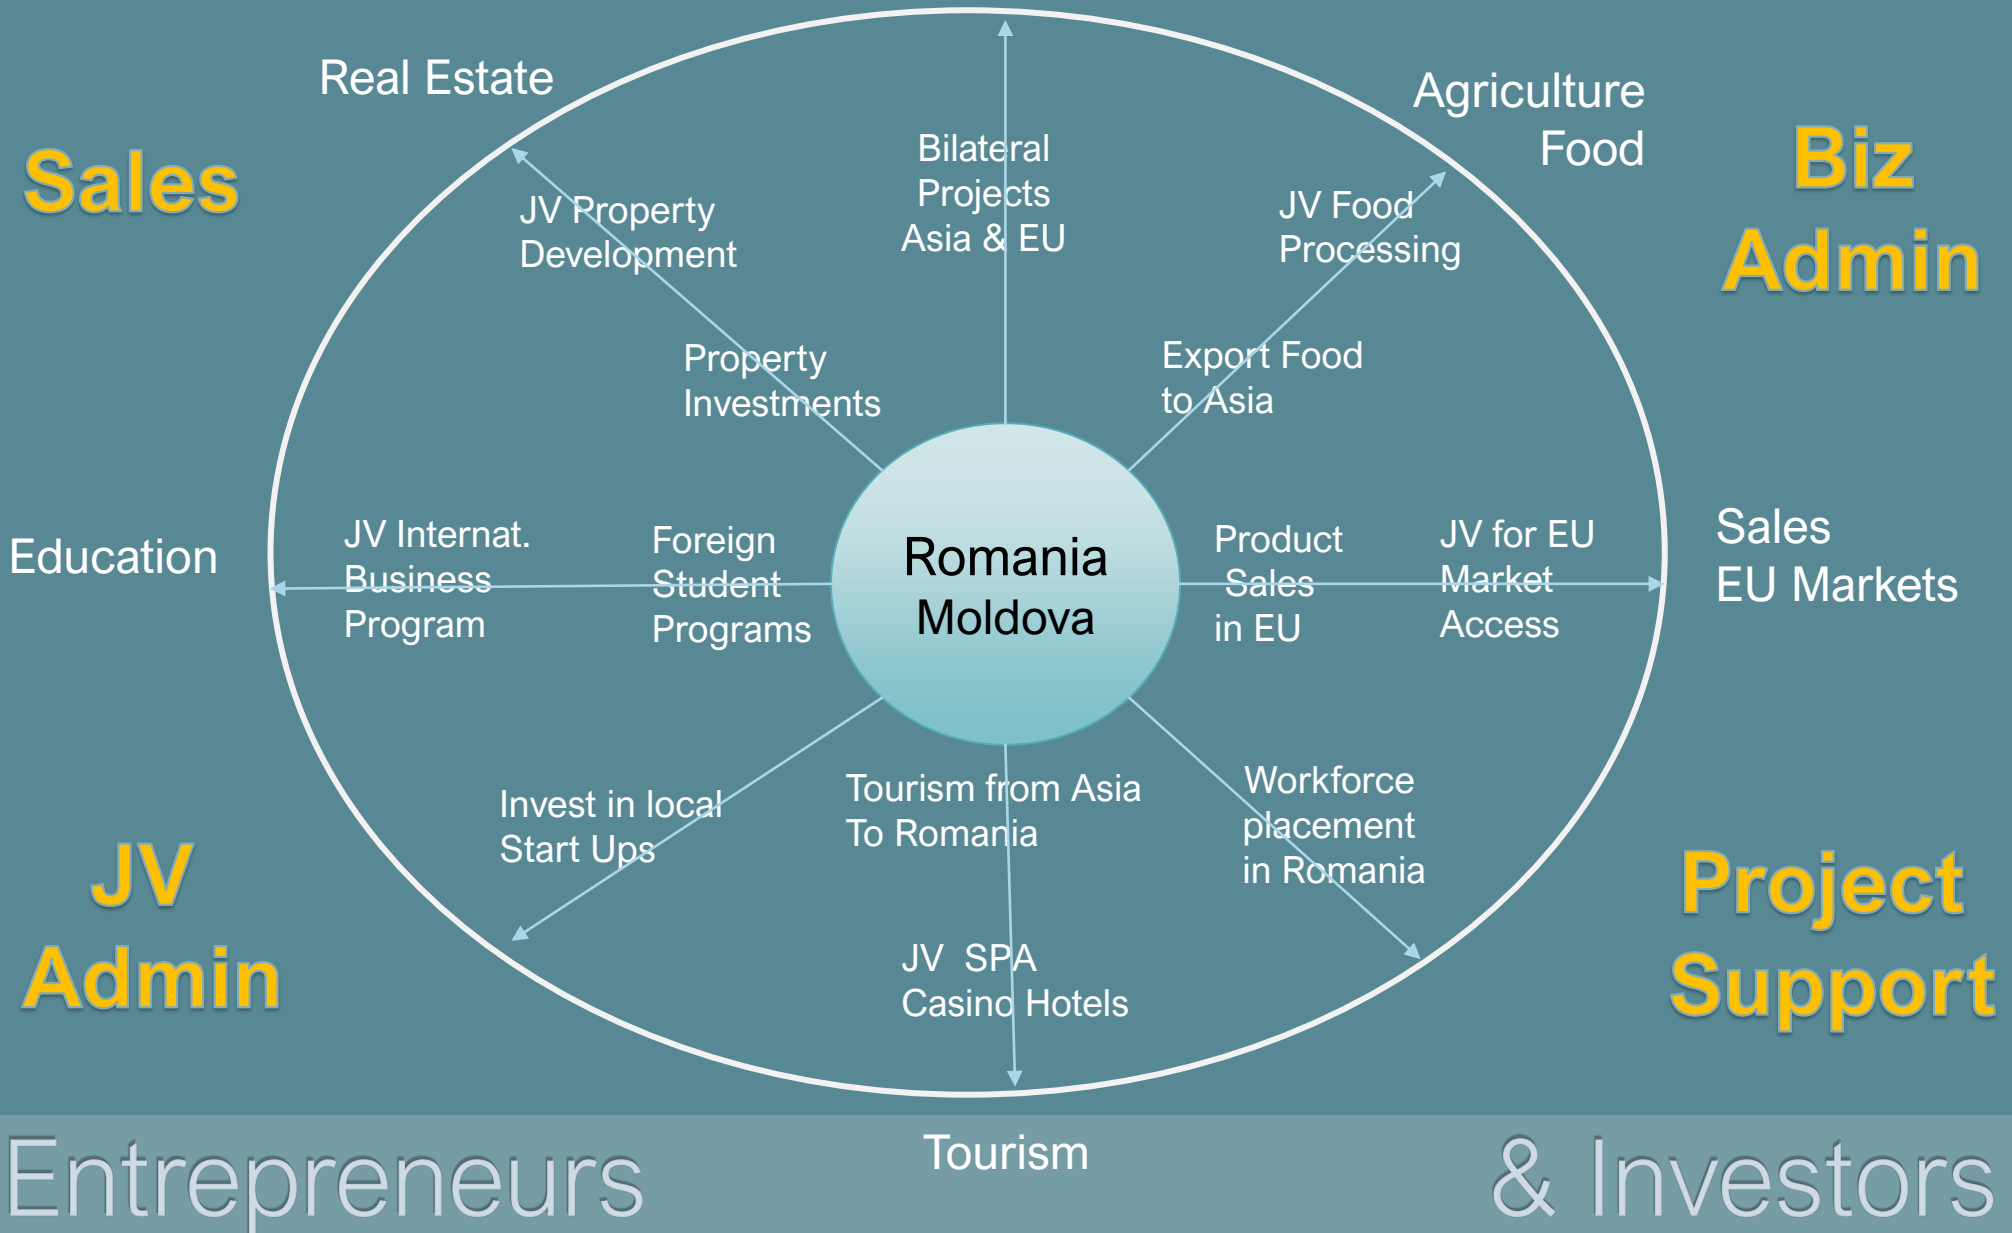 Real Estate
Agriculture
Food
Sales
Biz
Admin
Bilateral
Projects
Asia & EU
JV Property
Development
JV Food
Processing
Property
Investments
Export Food
to Asia
Education
JV Internat.
Business
Program
Foreign
Student
Programs
Romania
Moldova
Product
Sales
in EU
JV for EU
Market
Access
Sales
EU Markets
Invest in local
Start Ups
Tourism from Asia
To Romania
Workforce
placement
in Romania
JV
Admin
JV  SPA
Casino Hotels
Project
Support
Entrepreneurs
Tourism
& Investors